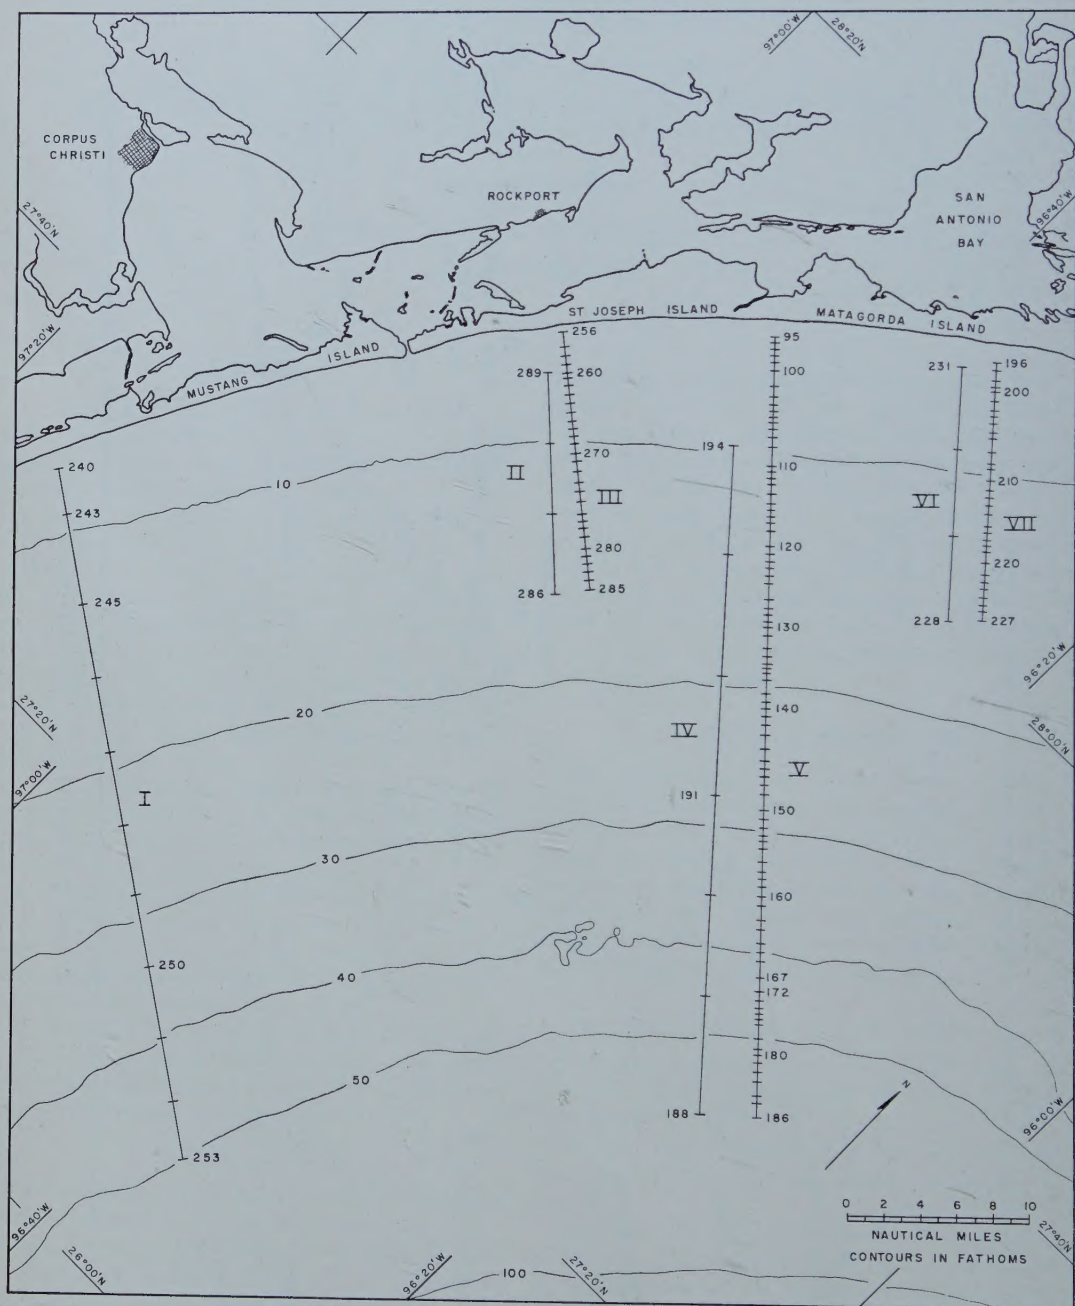 97°00'W
28°20'N
CORPUS
CHRISTI
ROCKPORT
SAN
ANTONIO
BAY
27°40'N
96°40'W
97°20'W
MUSTANG ISLAND
ST JOSEPH ISLAND
MATAGORDA ISLAND
256
95
289
260
100
231
196
200
194
240
270
110
10
II
III
VI
210
VII
243
280
120
220
245
286
285
228
227
130
96°20'W
27°20'N
20
140
28°00'N
97°00'W
IV
V
I
191
150
30
160
250
40
167
172
50
180
N
188
186
96°00'W
253
0 2 4 6 8 10
NAUTICAL MILES
CONTOURS IN FATHOMS
96°40'W
26°00'N
96°20'W
100
27°20'N
27°40'N